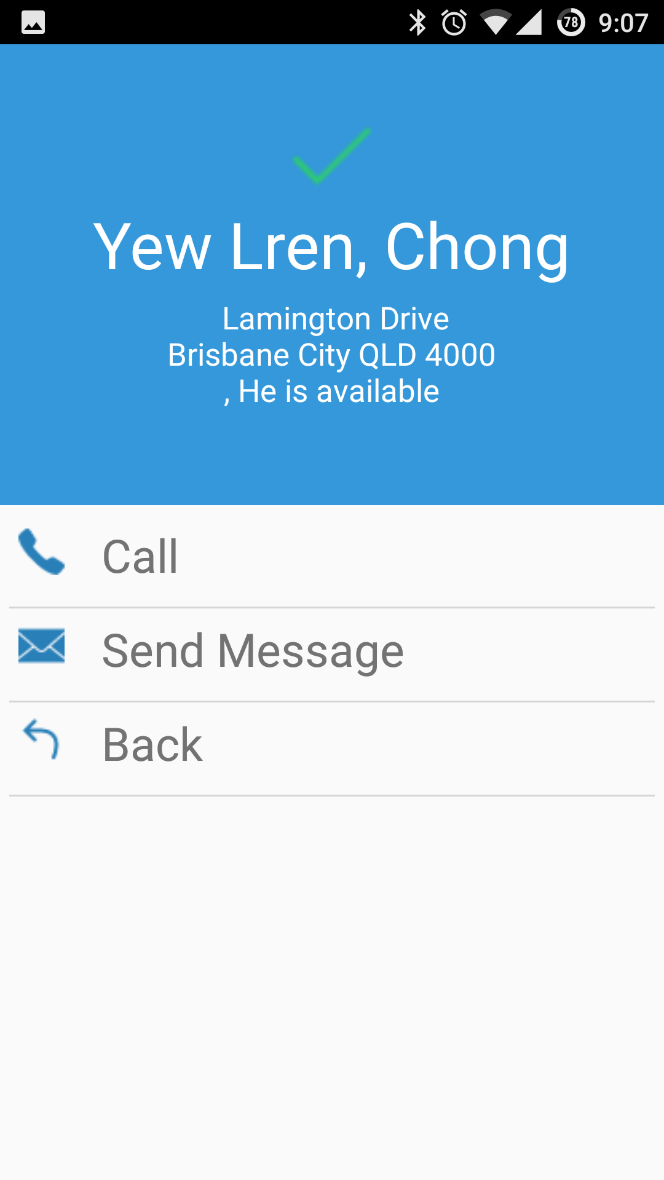 78 9:07
Yew Lren, Chong
Lamington Drive
Brisbane City QLD 4000
, He is available
Call
Send Message
Back